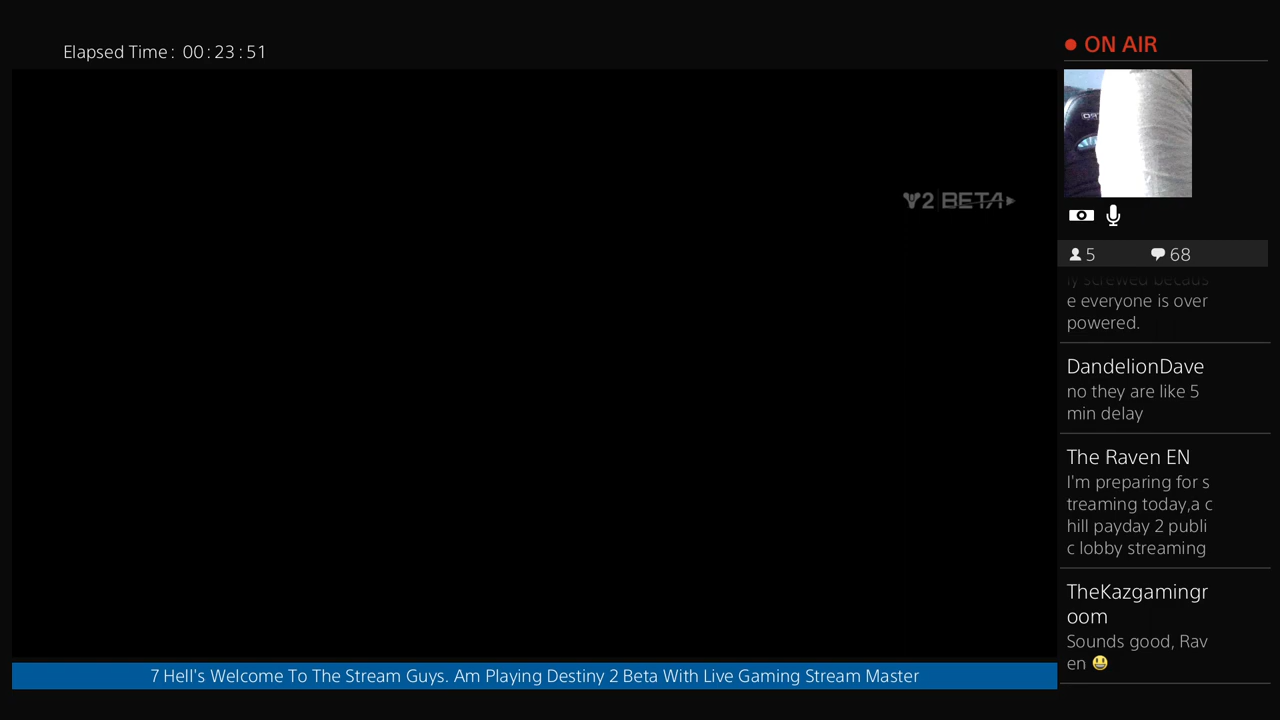 Elapsed Time: 00:23:51
ON AIR
2 BETA
5 68
e everyone is over
powered.
DandelionDave
no they are like 5
min delay
The Raven EN
I'm preparing for s
treaming today,a c
hill payday 2 publi
c lobby streaming
TheKazgamingr
oom
Sounds good, Rav
en 😃
7 Hell's Welcome To The Stream Guys. Am Playing Destiny 2 Beta With Live Gaming Stream Master